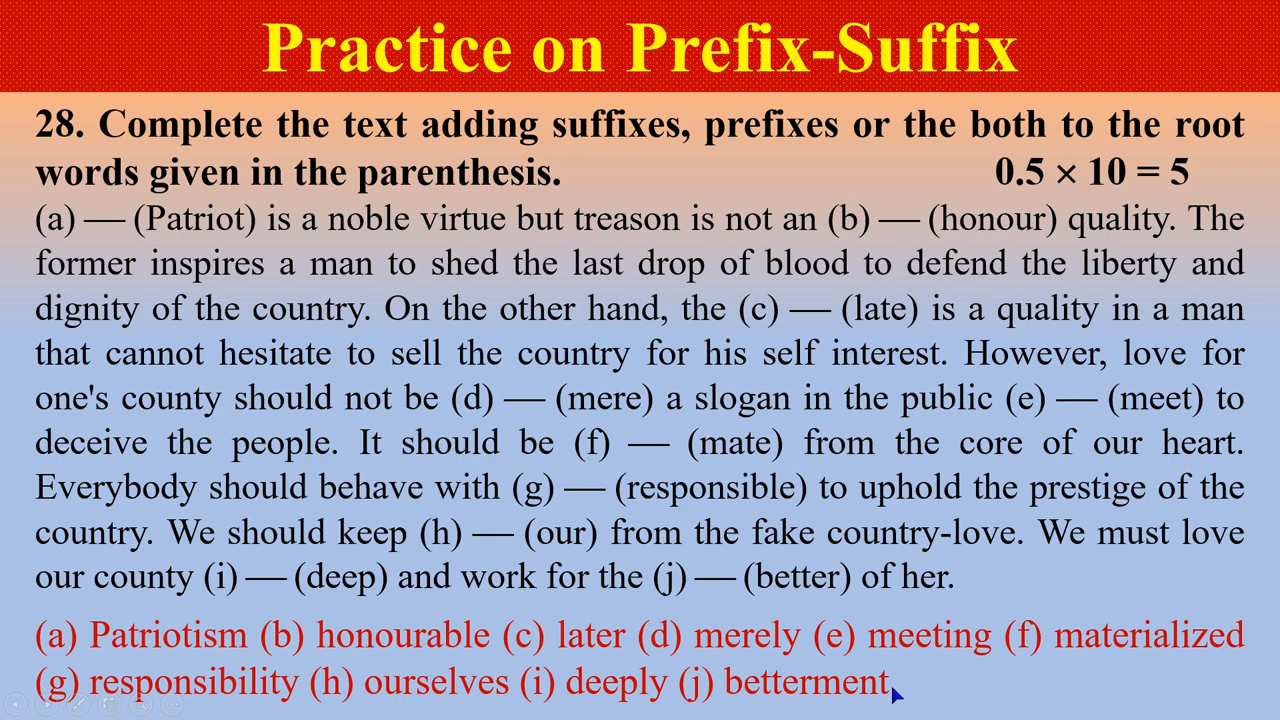 Practice on Prefix-Suffix
28. Complete the text adding suffixes, prefixes or the both to the root
words given in the parenthesis. 0.5 × 10 = 5
(a) — (Patriot) is a noble virtue but treason is not an (b) — (honour) quality. The
former inspires a man to shed the last drop of blood to defend the liberty and
dignity of the country. On the other hand, the (c) — (late) is a quality in a man
that cannot hesitate to sell the country for his self interest. However, love for
one's county should not be (d) — (mere) a slogan in the public (e) — (meet) to
deceive the people. It should be (f) — (mate) from the core of our heart.
Everybody should behave with (g) — (responsible) to uphold the prestige of the
country. We should keep (h) — (our) from the fake country-love. We must love
our county (i) — (deep) and work for the (j) — (better) of her.
(a) Patriotism (b) honourable (c) later (d) merely (e) meeting (f) materialized
(g) responsibility (h) ourselves (i) deeply (j) betterment